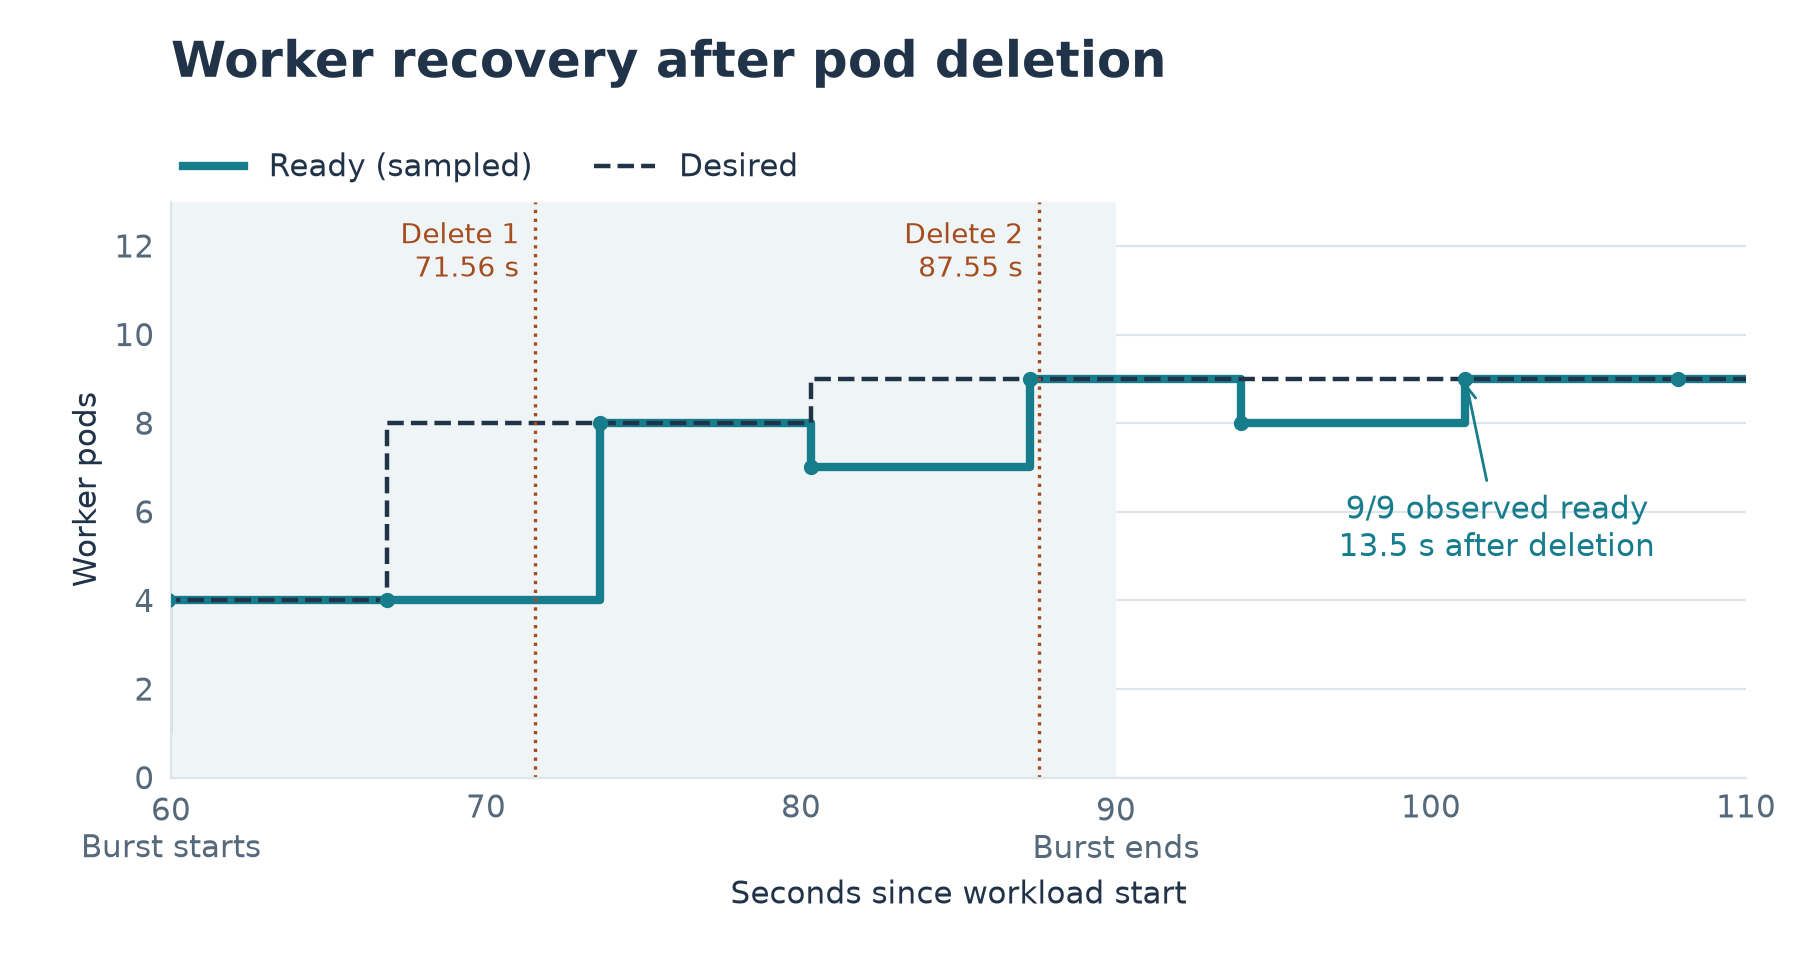 Worker recovery after pod deletion
Ready (sampled)
Desired
Delete 1
71.56 s
Delete 2
87.55 s
12
10
8
6
4
2
0
Worker pods
9/9 observed ready
13.5 s after deletion
60
70
80
90
100
110
Burst starts
Burst ends
Seconds since workload start